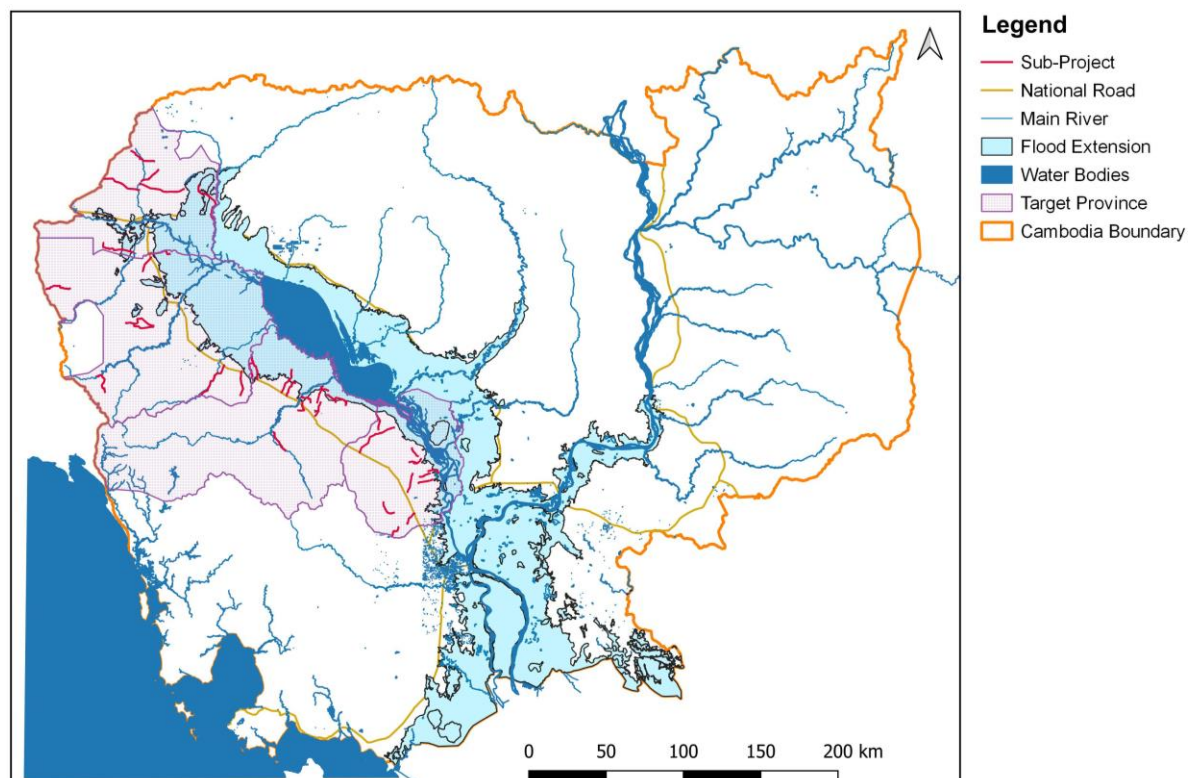 Legend
Sub-Project
National Road
Main River
Flood Extension
Water Bodies
Target Province
Cambodia Boundary
0 50 100 150 200 km